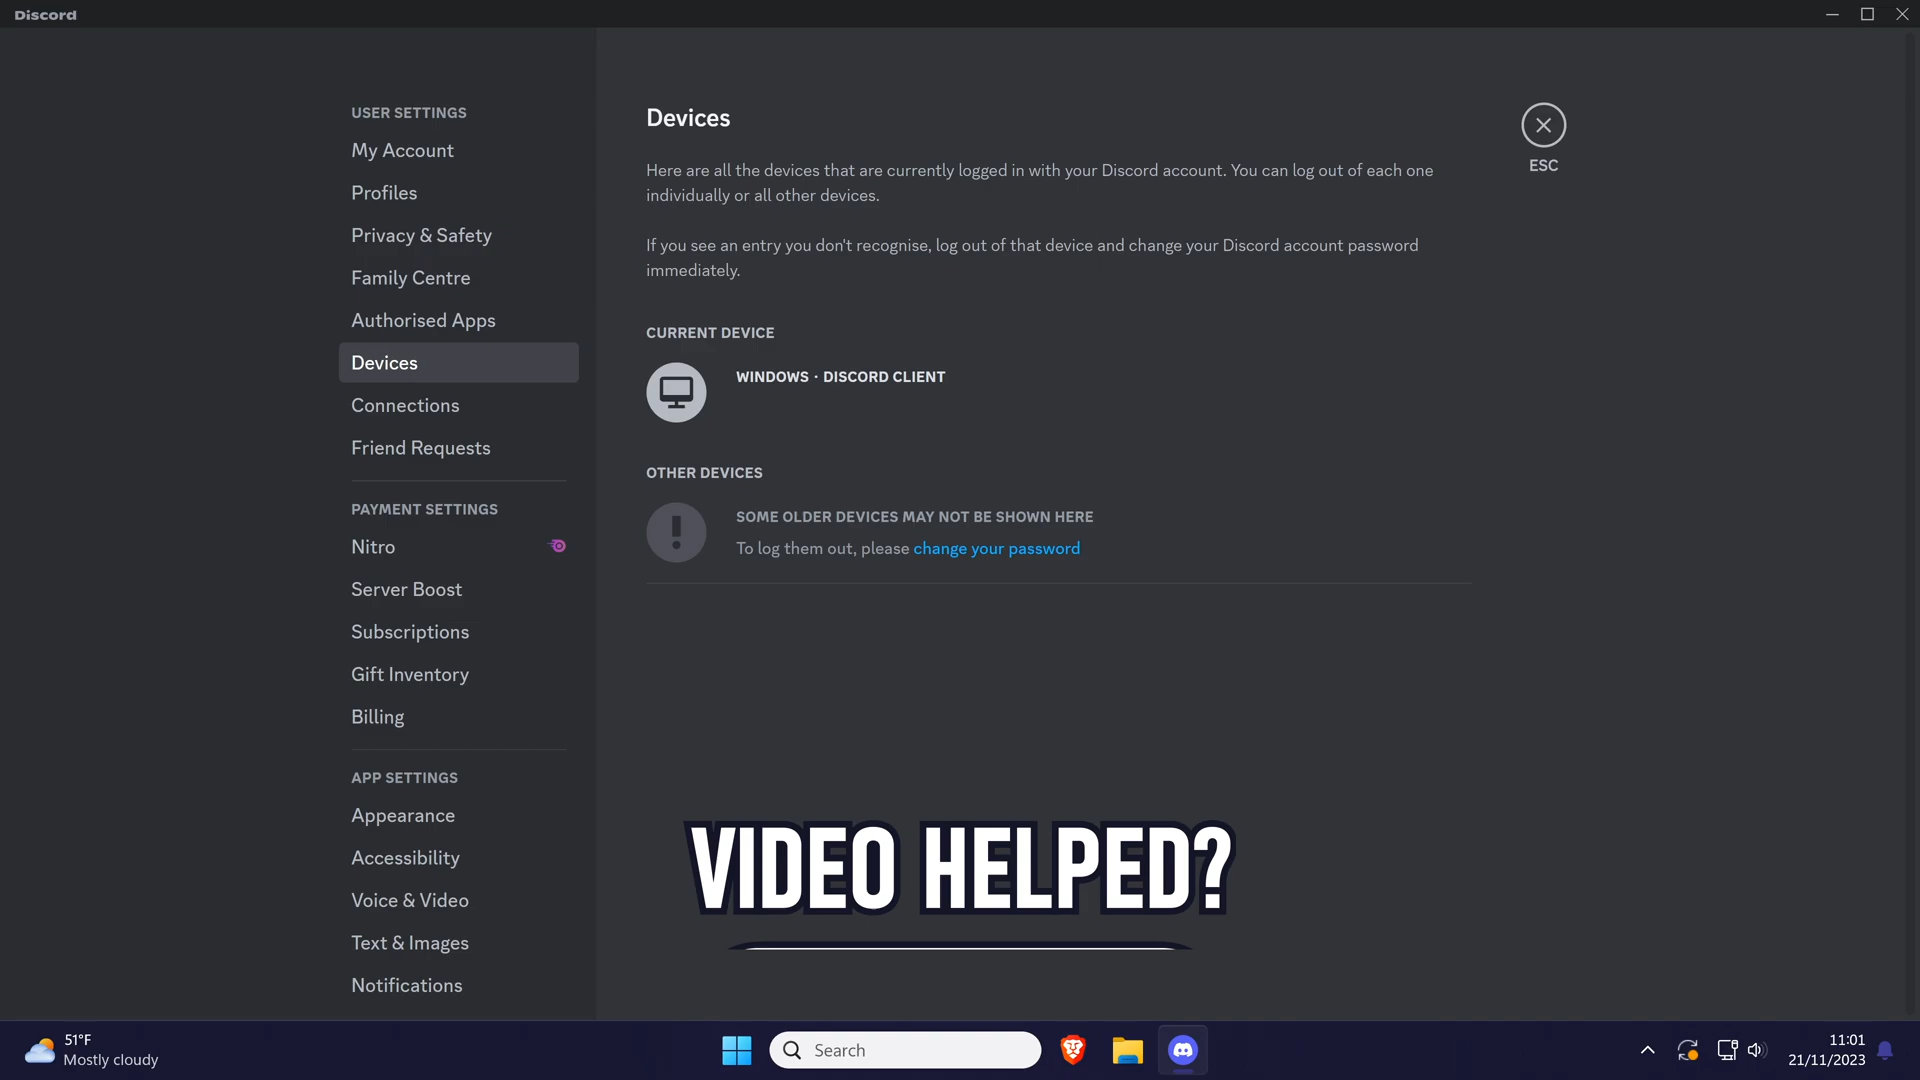 Discord
USER SETTINGS
My Account
Profiles
Privacy & Safety
Family Centre
Authorised Apps
Devices
Connections
Friend Requests
PAYMENT SETTINGS
Nitro
Server Boost
Subscriptions
Gift Inventory
Billing
APP SETTINGS
Appearance
Accessibility
Voice & Video
Text & Images
Notifications
Devices
ESC
Here are all the devices that are currently logged in with your Discord account. You can log out of each one
individually or all other devices.
If you see an entry you don't recognise, log out of that device and change your Discord account password
immediately.
CURRENT DEVICE
WINDOWS · DISCORD CLIENT
OTHER DEVICES
SOME OLDER DEVICES MAY NOT BE SHOWN HERE
To log them out, please change your password
VIDEO HELPED?
51°F
Mostly cloudy
Search
11:01
21/11/2023